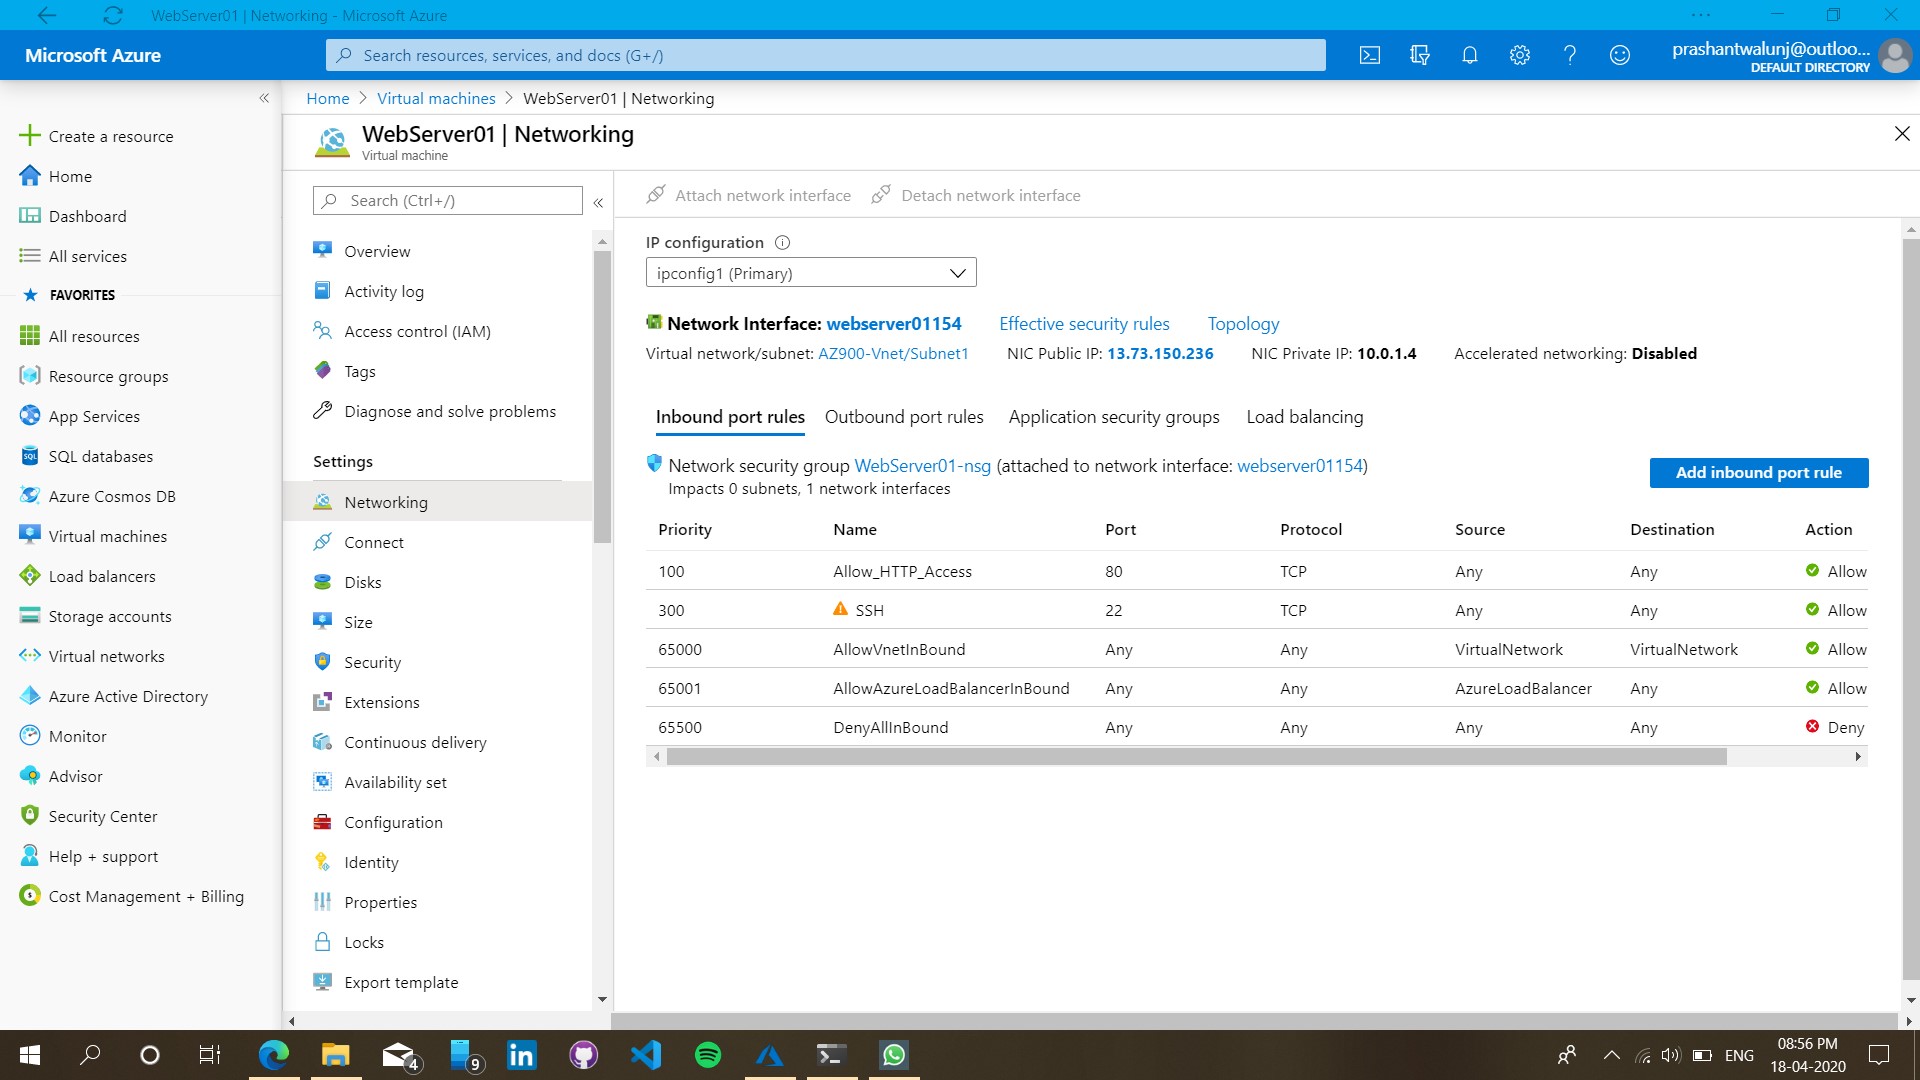 WebServer01 | Networking - Microsoft Azure
Microsoft Azure
Search resources, services, and docs (G+/)
prashantwalunj@outloo...
DEFAULT DIRECTORY
Create a resource
Home
Dashboard
All services
FAVORITES
All resources
Resource groups
App Services
SQL databases
Azure Cosmos DB
Virtual machines
Load balancers
Storage accounts
Virtual networks
Azure Active Directory
Monitor
Advisor
Security Center
Help + support
Cost Management + Billing
Home > Virtual machines > WebServer01 | Networking
WebServer01 | Networking
Virtual machine
Search (Ctrl+/)
Overview
Activity log
Access control (IAM)
Tags
Diagnose and solve problems
Settings
Networking
Connect
Disks
Size
Security
Extensions
Continuous delivery
Availability set
Configuration
Identity
Properties
Locks
Export template
Attach network interface Detach network interface
IP configuration
ipconfig1 (Primary)
Network Interface: webserver01154 Effective security rules Topology
Virtual network/subnet: AZ900-Vnet/Subnet1 NIC Public IP: 13.73.150.236 NIC Private IP: 10.0.1.4 Accelerated networking: Disabled
Inbound port rules Outbound port rules Application security groups Load balancing
Network security group WebServer01-nsg (attached to network interface: webserver01154)
Impacts 0 subnets, 1 network interfaces
Add inbound port rule
Priority Name Port Protocol Source Destination Action
100 Allow_HTTP_Access 80 TCP Any Any Allow
300 SSH 22 TCP Any Any Allow
65000 AllowVnetInBound Any Any VirtualNetwork VirtualNetwork Allow
65001 AllowAzureLoadBalancerInBound Any Any AzureLoadBalancer Any Allow
65500 DenyAllInBound Any Any Any Any Deny
4
9
ENG
08:56 PM
18-04-2020